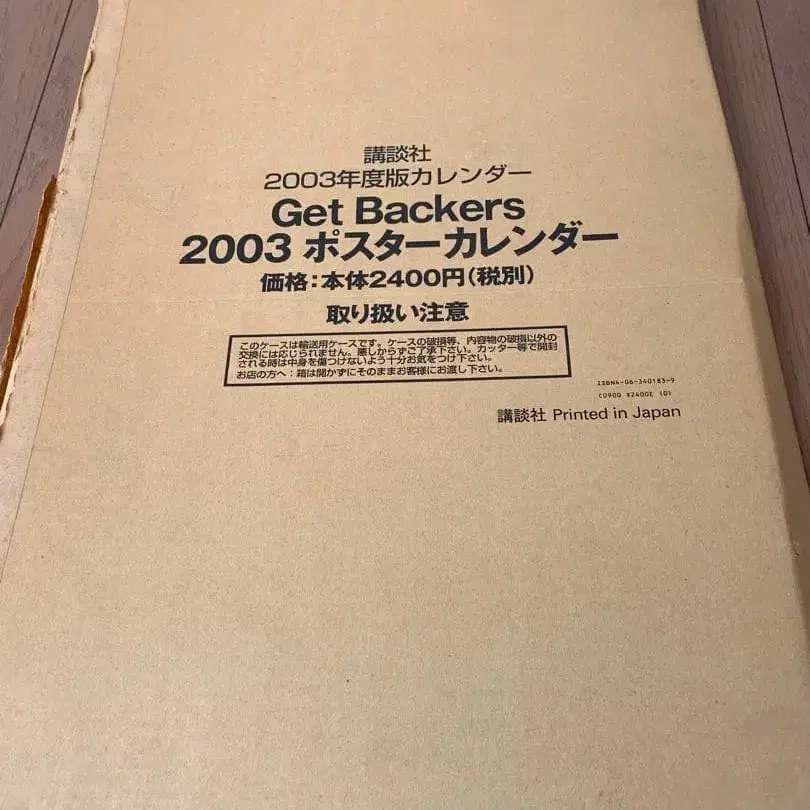 講談社
2003年度版カレンダー
Get Backers
2003 ポスターカレンダー
価格：本体2400円（税別）
取り扱い注意
このケースは輸送用ケースです。ケースの破損等、内容物の破損以外の
交換には応じられません。悪しからずご了承下さい。カッター等で開封
される時は中身を傷つけないよう十分お気をつけ下さい。
お店の方へ：箱は開かずにそのままお客様にお渡し下さい。
ISBN4-06-340183-9
C0900 ¥2400E (0)
講談社 Printed in Japan